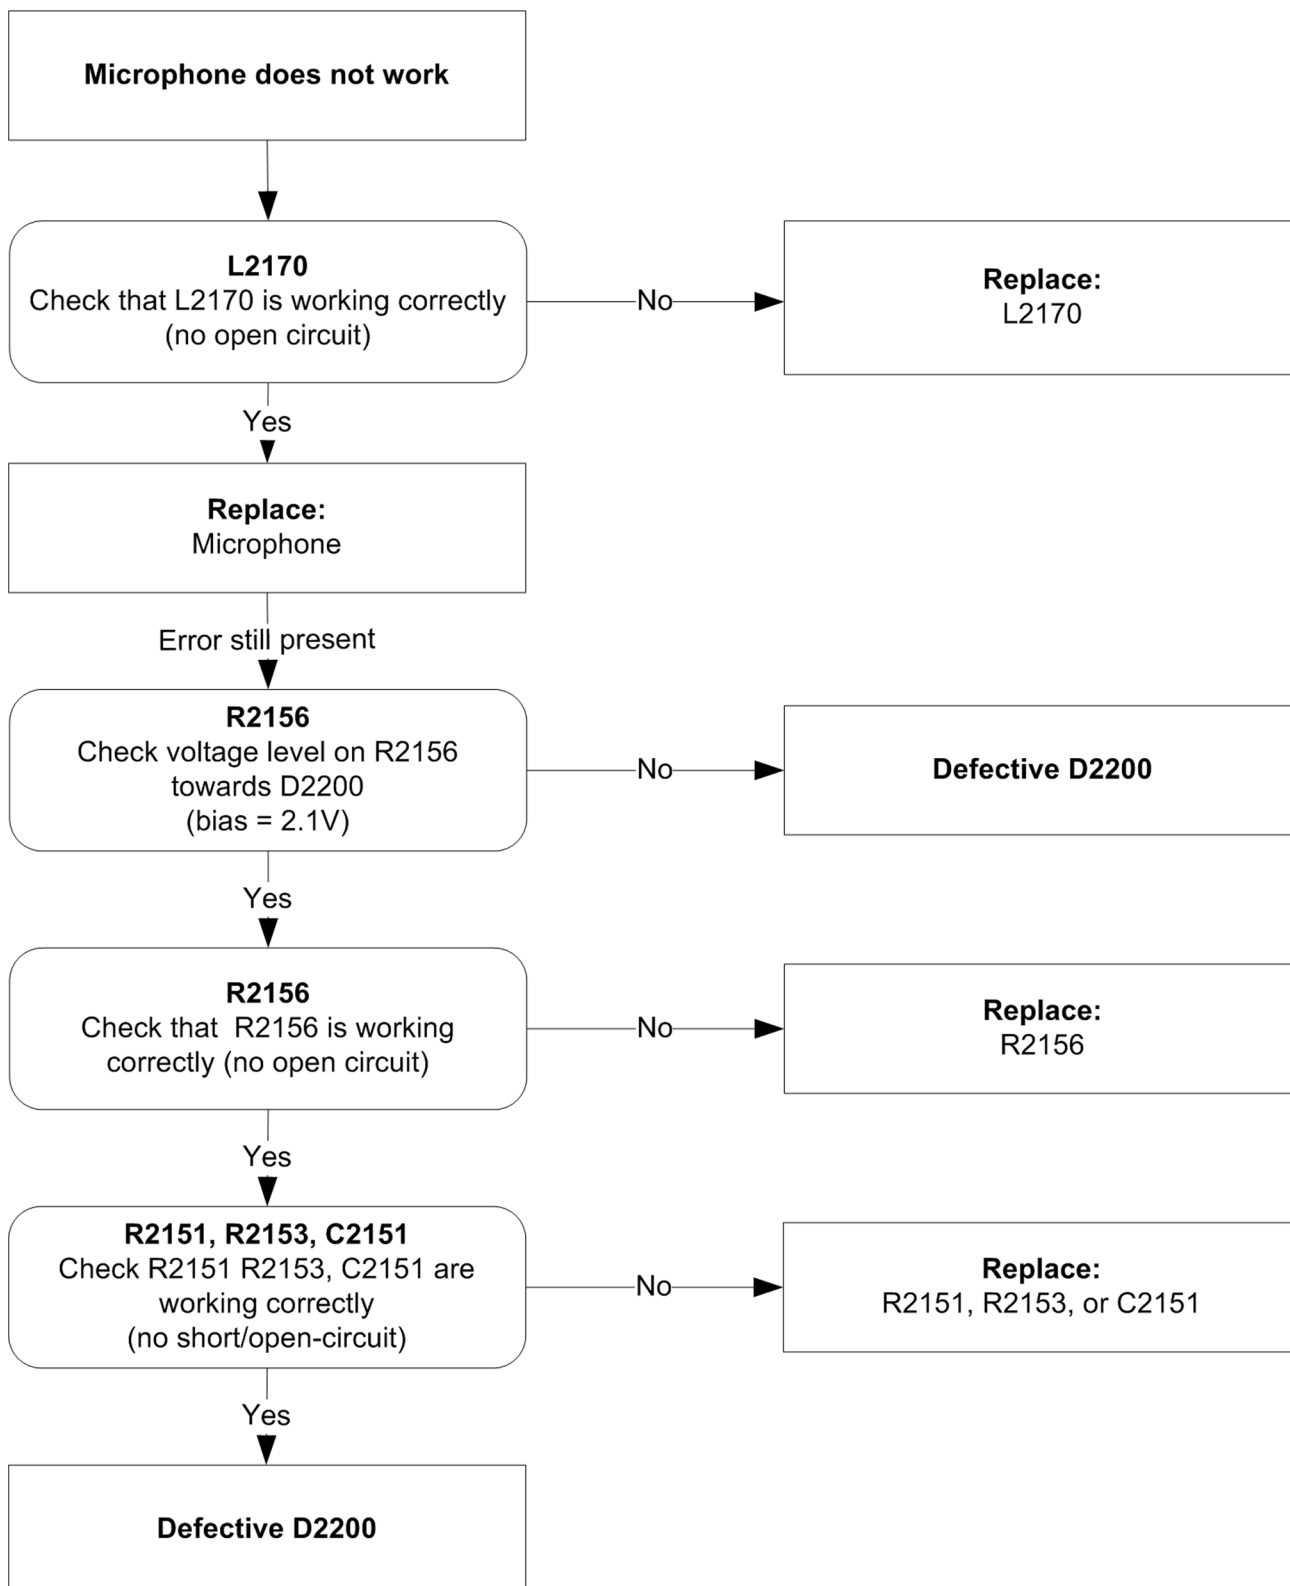 Microphone does not work
L2170
Check that L2170 is working correctly
(no open circuit)
No
Replace:
L2170
Yes
Replace:
Microphone
Error still present
R2156
Check voltage level on R2156
towards D2200
(bias = 2.1V)
No
Defective D2200
Yes
R2156
Check that  R2156 is working
correctly (no open circuit)
No
Replace:
R2156
Yes
R2151, R2153, C2151
Check R2151 R2153, C2151 are
working correctly
(no short/open-circuit)
No
Replace:
R2151, R2153, or C2151
Yes
Defective D2200